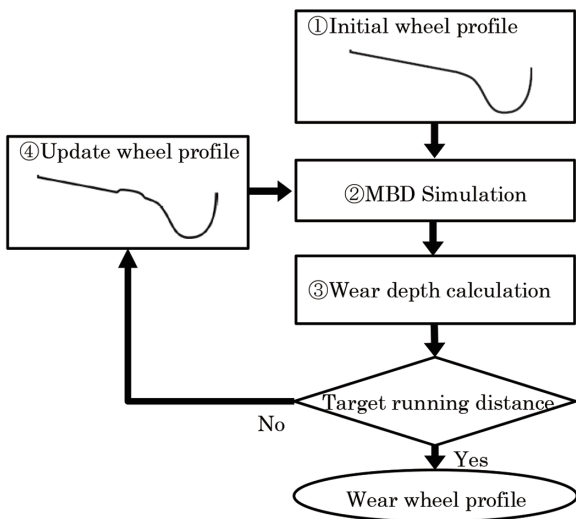 ①Initial wheel profile
④Update wheel profile
②MBD Simulation
③Wear depth calculation
Target running distance
No
Yes
Wear wheel profile